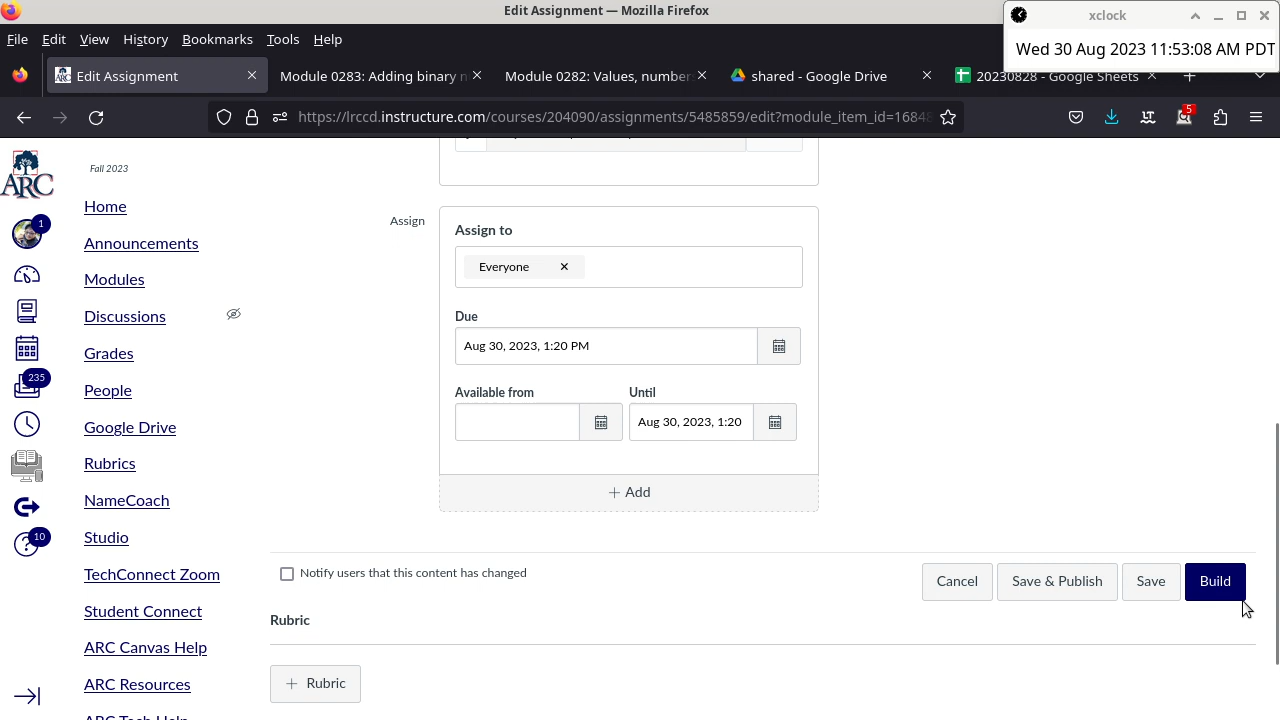 Edit Assignment — Mozilla Firefox
xclock
Wed 30 Aug 2023 11:53:08 AM PDT
File Edit View History Bookmarks Tools Help
Edit Assignment
Module 0283: Adding binary n
Module 0282: Values, number
shared - Google Drive
20230828 - Google Sheets
5
https://lrccd.instructure.com/courses/204090/assignments/5485859/edit?module_item_id=1684
ARC
Fall 2023
1
235
10
Home
Announcements
Modules
Discussions
Grades
People
Google Drive
Rubrics
NameCoach
Studio
TechConnect Zoom
Student Connect
ARC Canvas Help
ARC Resources
ARC Tech Help
Assign
Assign to
Everyone
Due
Aug 30, 2023, 1:20 PM
Available from
Until
Aug 30, 2023, 1:20
+ Add
Notify users that this content has changed
Cancel
Save & Publish
Save
Build
Rubric
+ Rubric